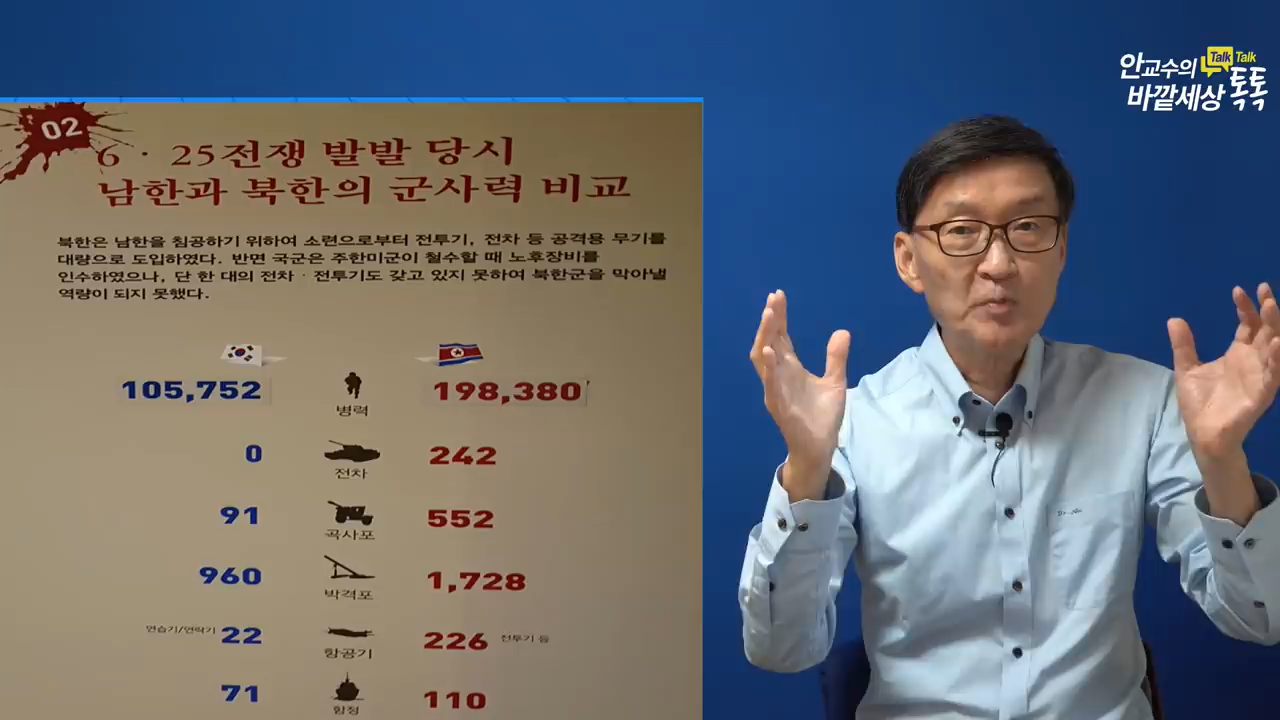 안교수의 Talk Talk
바깥세상 톡톡
02
6 · 25전쟁 발발 당시
남한과 북한의 군사력 비교
북한은 남한을 침공하기 위하여 소련으로부터 전투기, 전차 등 공격용 무기를
대량으로 도입하였다. 반면 국군은 주한미군이 철수할 때 노후장비를
인수하였으나, 단 한 대의 전차 · 전투기도 갖고 있지 못하여 북한군을 막아낼
역량이 되지 못했다.
105,752 병력 198,380
0 전차 242
91 곡사포 552
960 박격포 1,728
연습기/연락기 22 항공기 226 전투기 등
71 함정 110